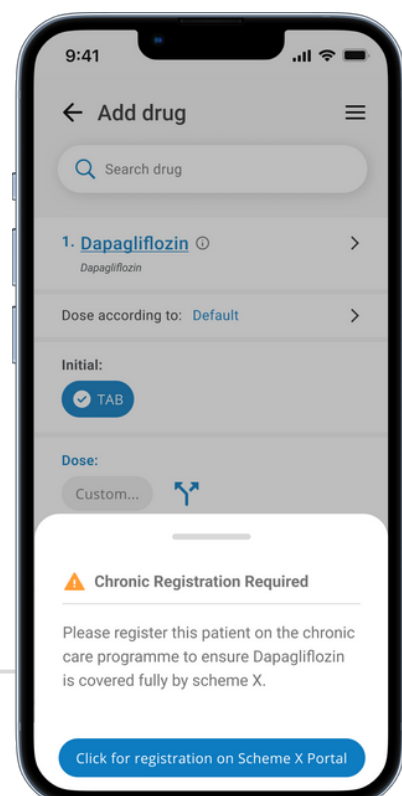 9:41
Add drug
Search drug
1. Dapagliflozin
Dapagliflozin
Dose according to: Default
Initial:
TAB
Dose:
Custom...
Chronic Registration Required
Please register this patient on the chronic
care programme to ensure Dapagliflozin
is covered fully by scheme X.
Click for registration on Scheme X Portal